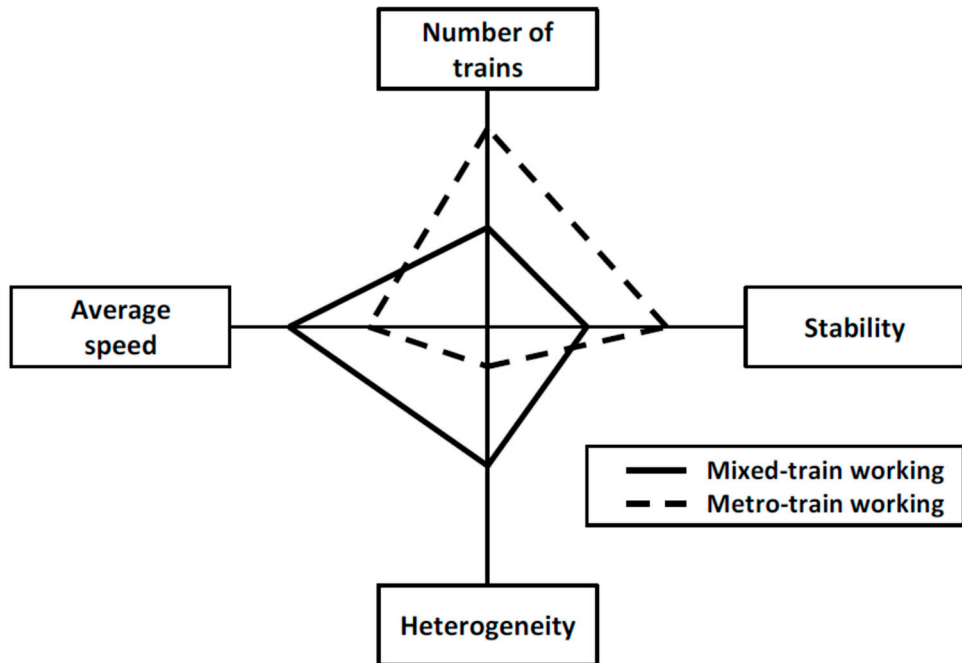 Number of
trains
Average
speed
Stability
Mixed-train working
Metro-train working
Heterogeneity